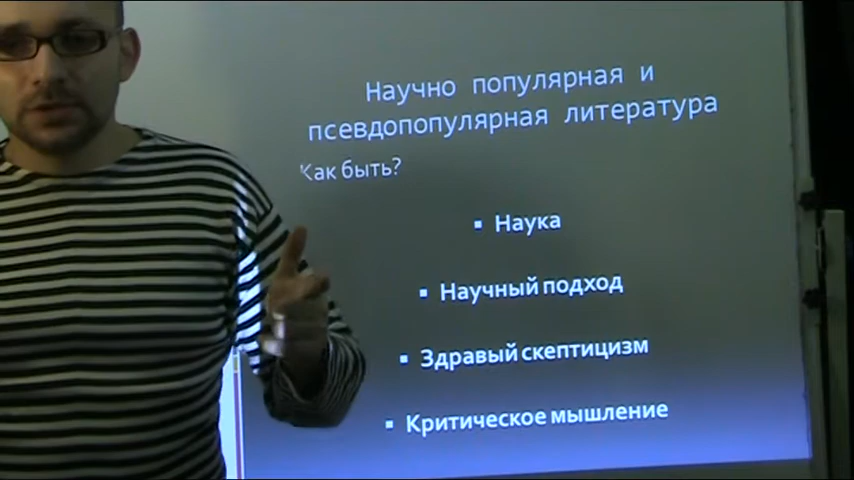 Научно популярная и
псевдопопулярная литература
Как быть?
▪ Наука
▪ Научный подход
▪ Здравый скептицизм
▪ Критическое мышление